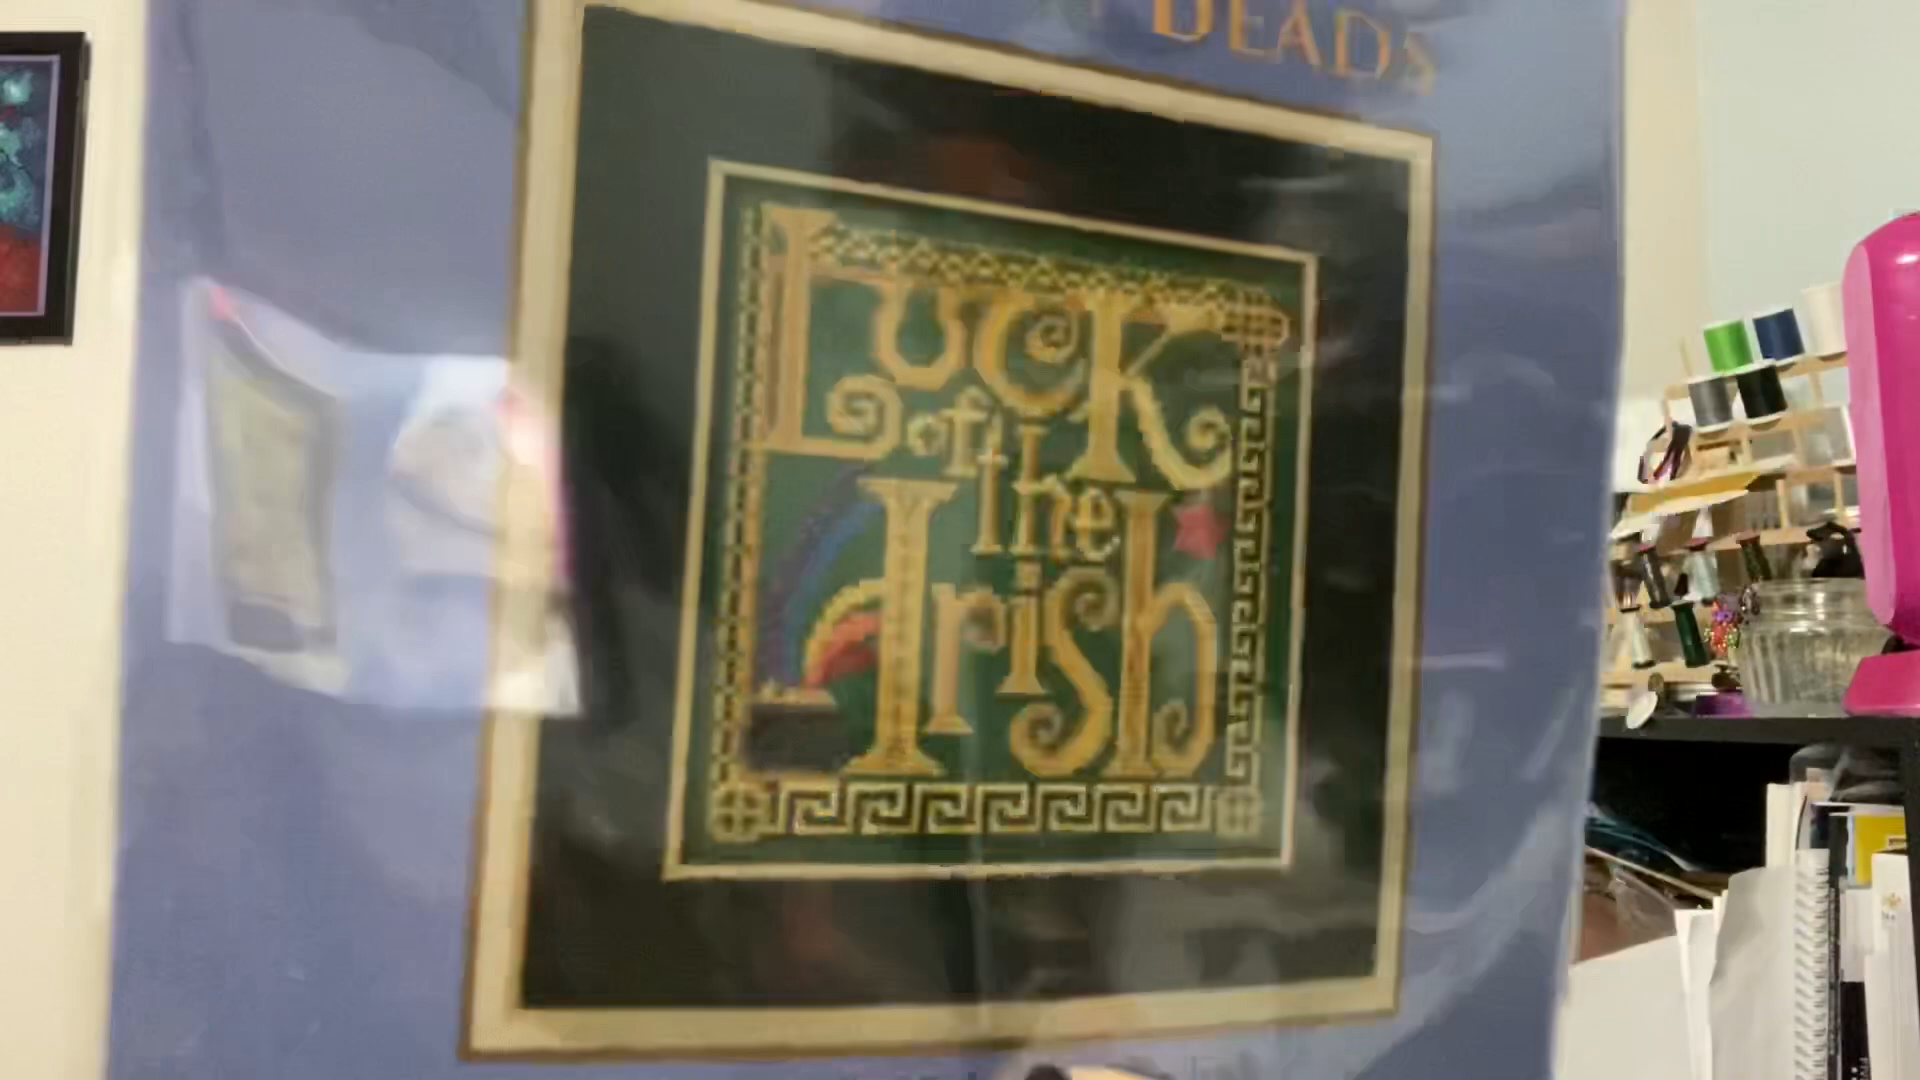 BEADS
Luck
of
the
Irish